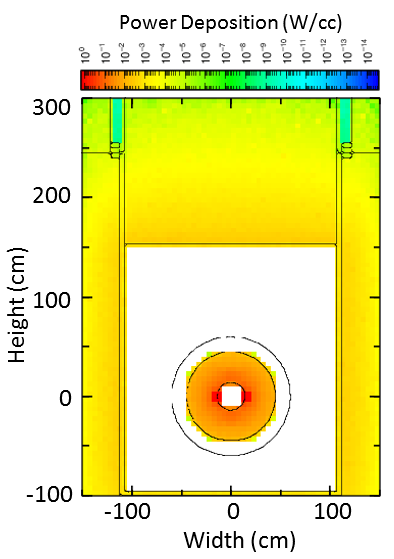 Power Deposition (W/cc)
10⁰ 10⁻¹ 10⁻² 10⁻³ 10⁻⁴ 10⁻⁵ 10⁻⁶ 10⁻⁷ 10⁻⁸ 10⁻⁹ 10⁻¹⁰ 10⁻¹¹ 10⁻¹² 10⁻¹³ 10⁻¹⁴
300
200
100
0
-100
Height (cm)
-100 0 100
Width (cm)